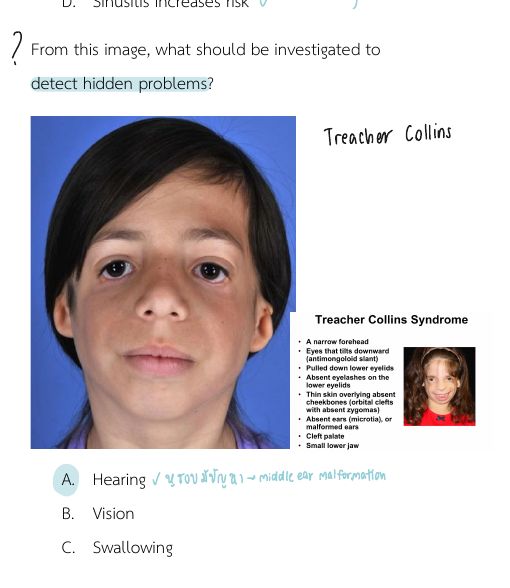 D. Sinusitis increases risk
? From this image, what should be investigated to
detect hidden problems?
Treacher Collins
Treacher Collins Syndrome
• A narrow forehead
• Eyes that tilts downward
(antimongoloid slant)
• Pulled down lower eyelids
• Absent eyelashes on the
lower eyelids
• Thin skin overlying absent
cheekbones (orbital clefts
with absent zygomas)
• Absent ears (microtia), or
malformed ears
• Cleft palate
• Small lower jaw
A. Hearing ✓ → middle ear malformation
B. Vision
C. Swallowing